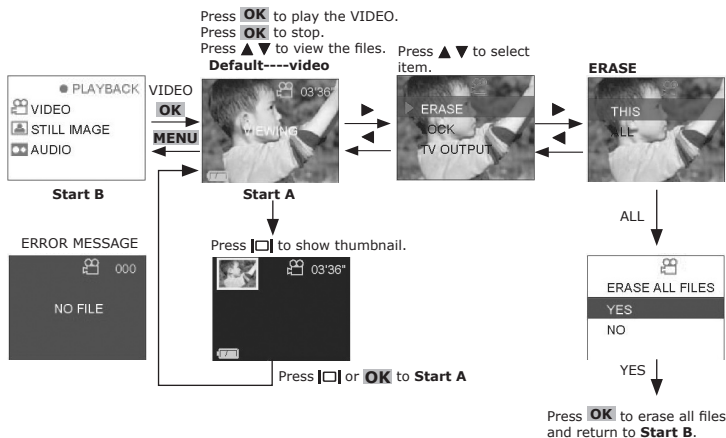 Press OK to play the VIDEO.
Press OK to stop.
Press ▲ ▼ to view the files.
Default----video
Press ▲ ▼ to select
item.
ERASE
PLAYBACK
VIDEO
STILL IMAGE
AUDIO
Start B
VIDEO
OK
MENU
03'36"
VIEWING
Start A
ERASE
LOCK
TV OUTPUT
THIS
ALL
ALL
ERROR MESSAGE
000
NO FILE
Press |□| to show thumbnail.
03'36"
Press |□| or OK to Start A
ERASE ALL FILES
YES
NO
YES
Press OK to erase all files
and return to Start B.